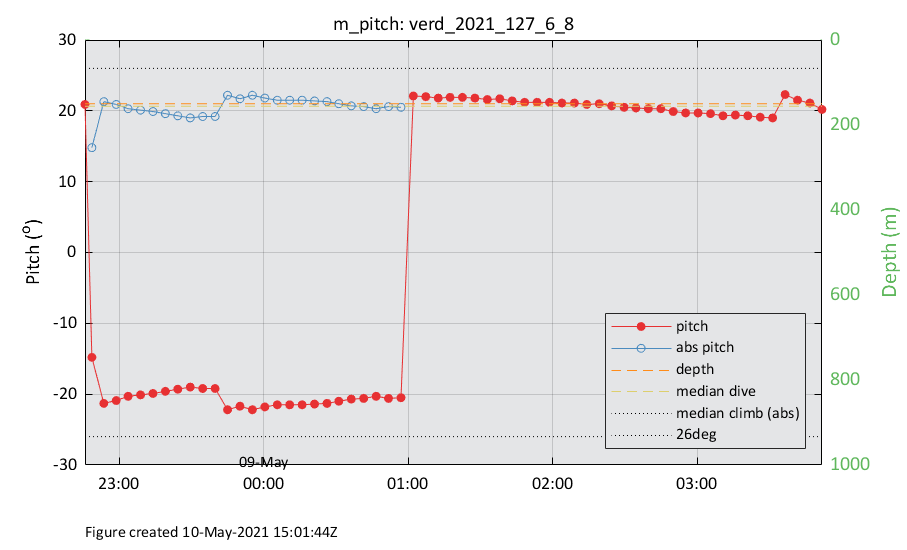 m_pitch: verd_2021_127_6_8
30
20
10
0
-10
-20
-30
Pitch (o)
0
200
400
600
800
1000
Depth (m)
pitch
abs pitch
depth
median dive
median climb (abs)
26deg
09-May
23:00 00:00 01:00 02:00 03:00
Figure created 10-May-2021 15:01:44Z